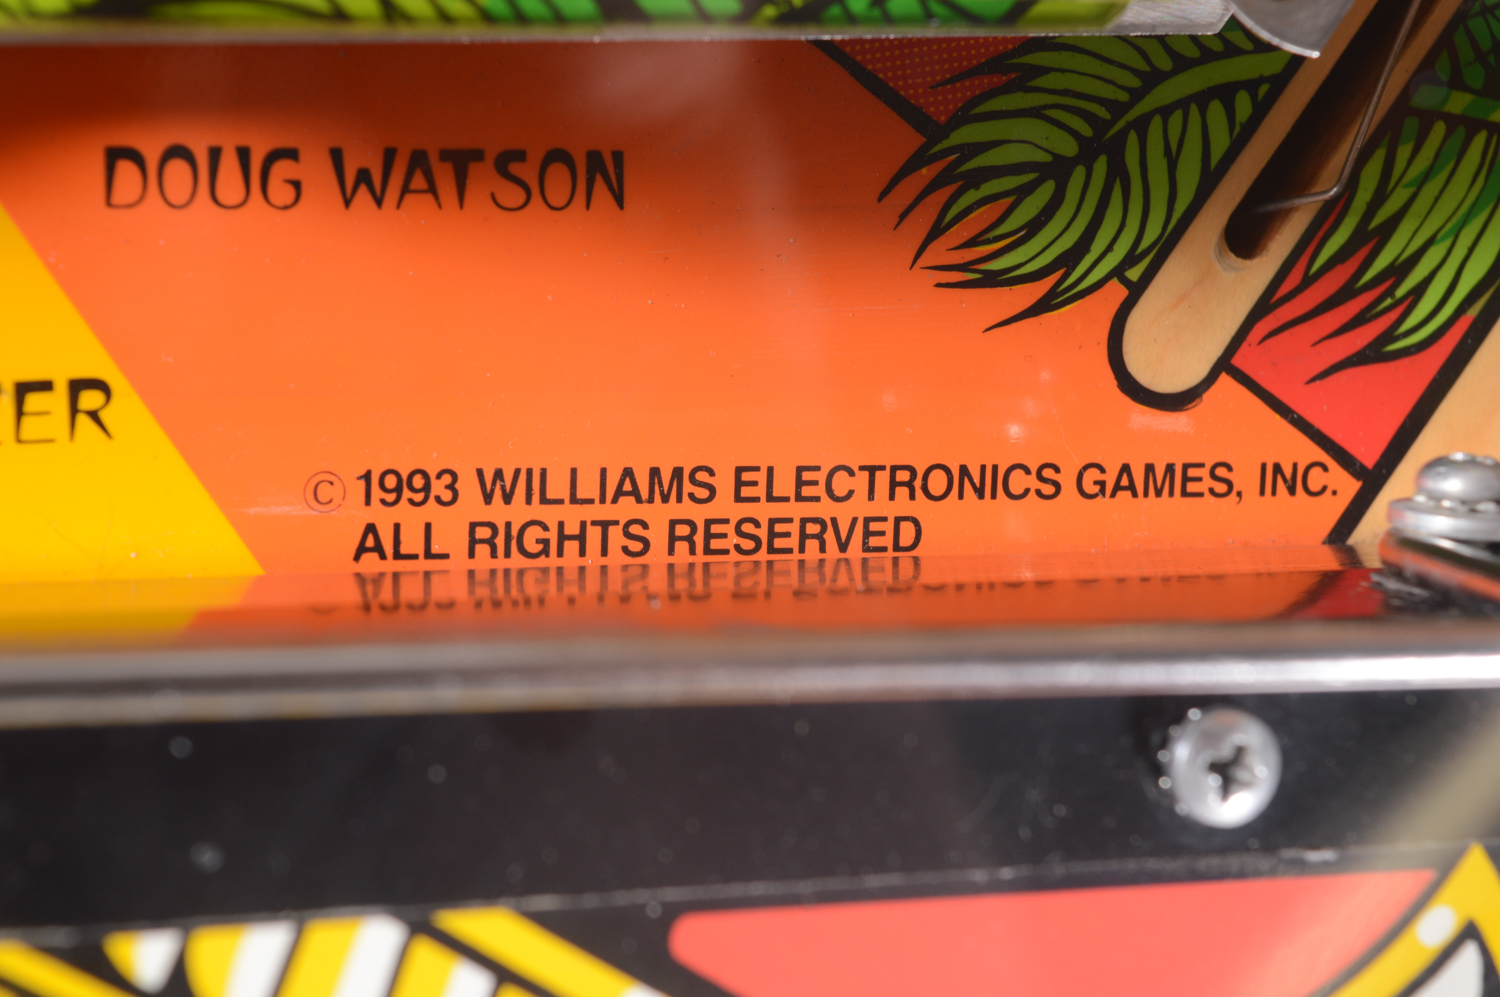 DOUG WATSON
ER
© 1993 WILLIAMS ELECTRONICS GAMES, INC.
ALL RIGHTS RESERVED